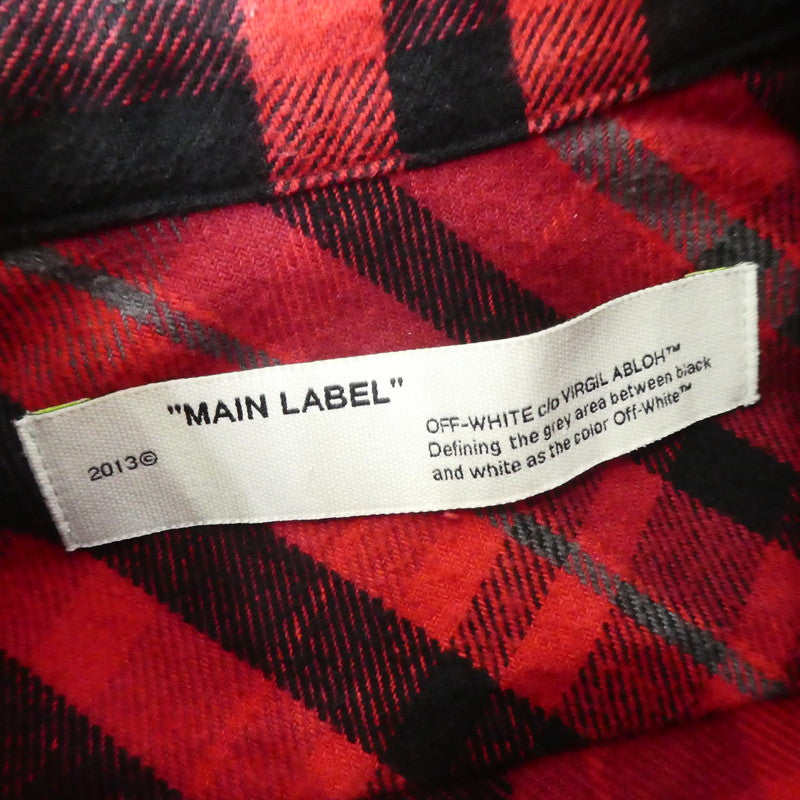 "MAIN LABEL"
2013©
OFF-WHITE c/o VIRGIL ABLOH™
Defining the grey area between black
and white as the color Off-White™